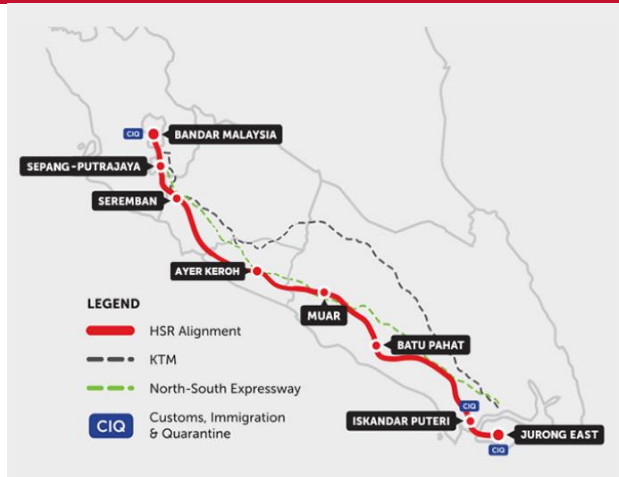 CIQ
BANDAR MALAYSIA
SEPANG-PUTRAJAYA
SEREMBAN
AYER KEROH
MUAR
BATU PAHAT
CIQ
ISKANDAR PUTERI
JURONG EAST
CIQ
LEGEND
HSR Alignment
KTM
North-South Expressway
CIQ
Customs, Immigration
& Quarantine